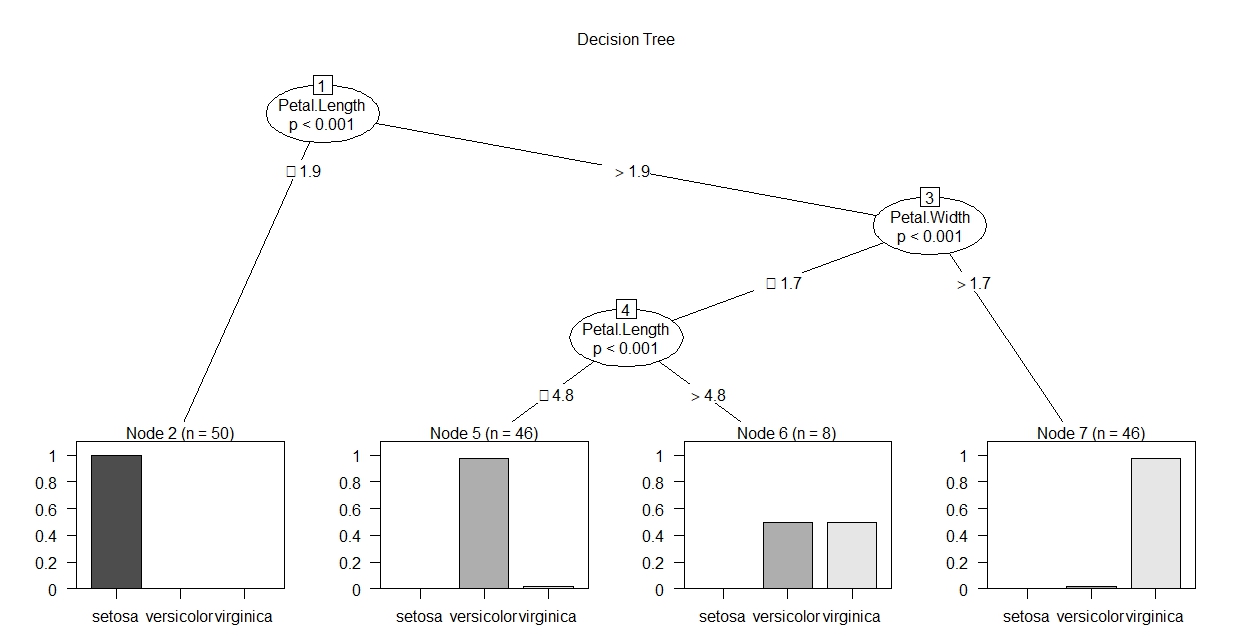 Decision Tree
1
Petal.Length
p < 0.001
□ 1.9
> 1.9
3
Petal.Width
p < 0.001
□ 1.7
> 1.7
4
Petal.Length
p < 0.001
□ 4.8
> 4.8
Node 2 (n = 50)
1
0.8
0.6
0.4
0.2
0
setosa versicolor virginica
Node 5 (n = 46)
1
0.8
0.6
0.4
0.2
0
setosa versicolor virginica
Node 6 (n = 8)
1
0.8
0.6
0.4
0.2
0
setosa versicolor virginica
Node 7 (n = 46)
1
0.8
0.6
0.4
0.2
0
setosa versicolor virginica